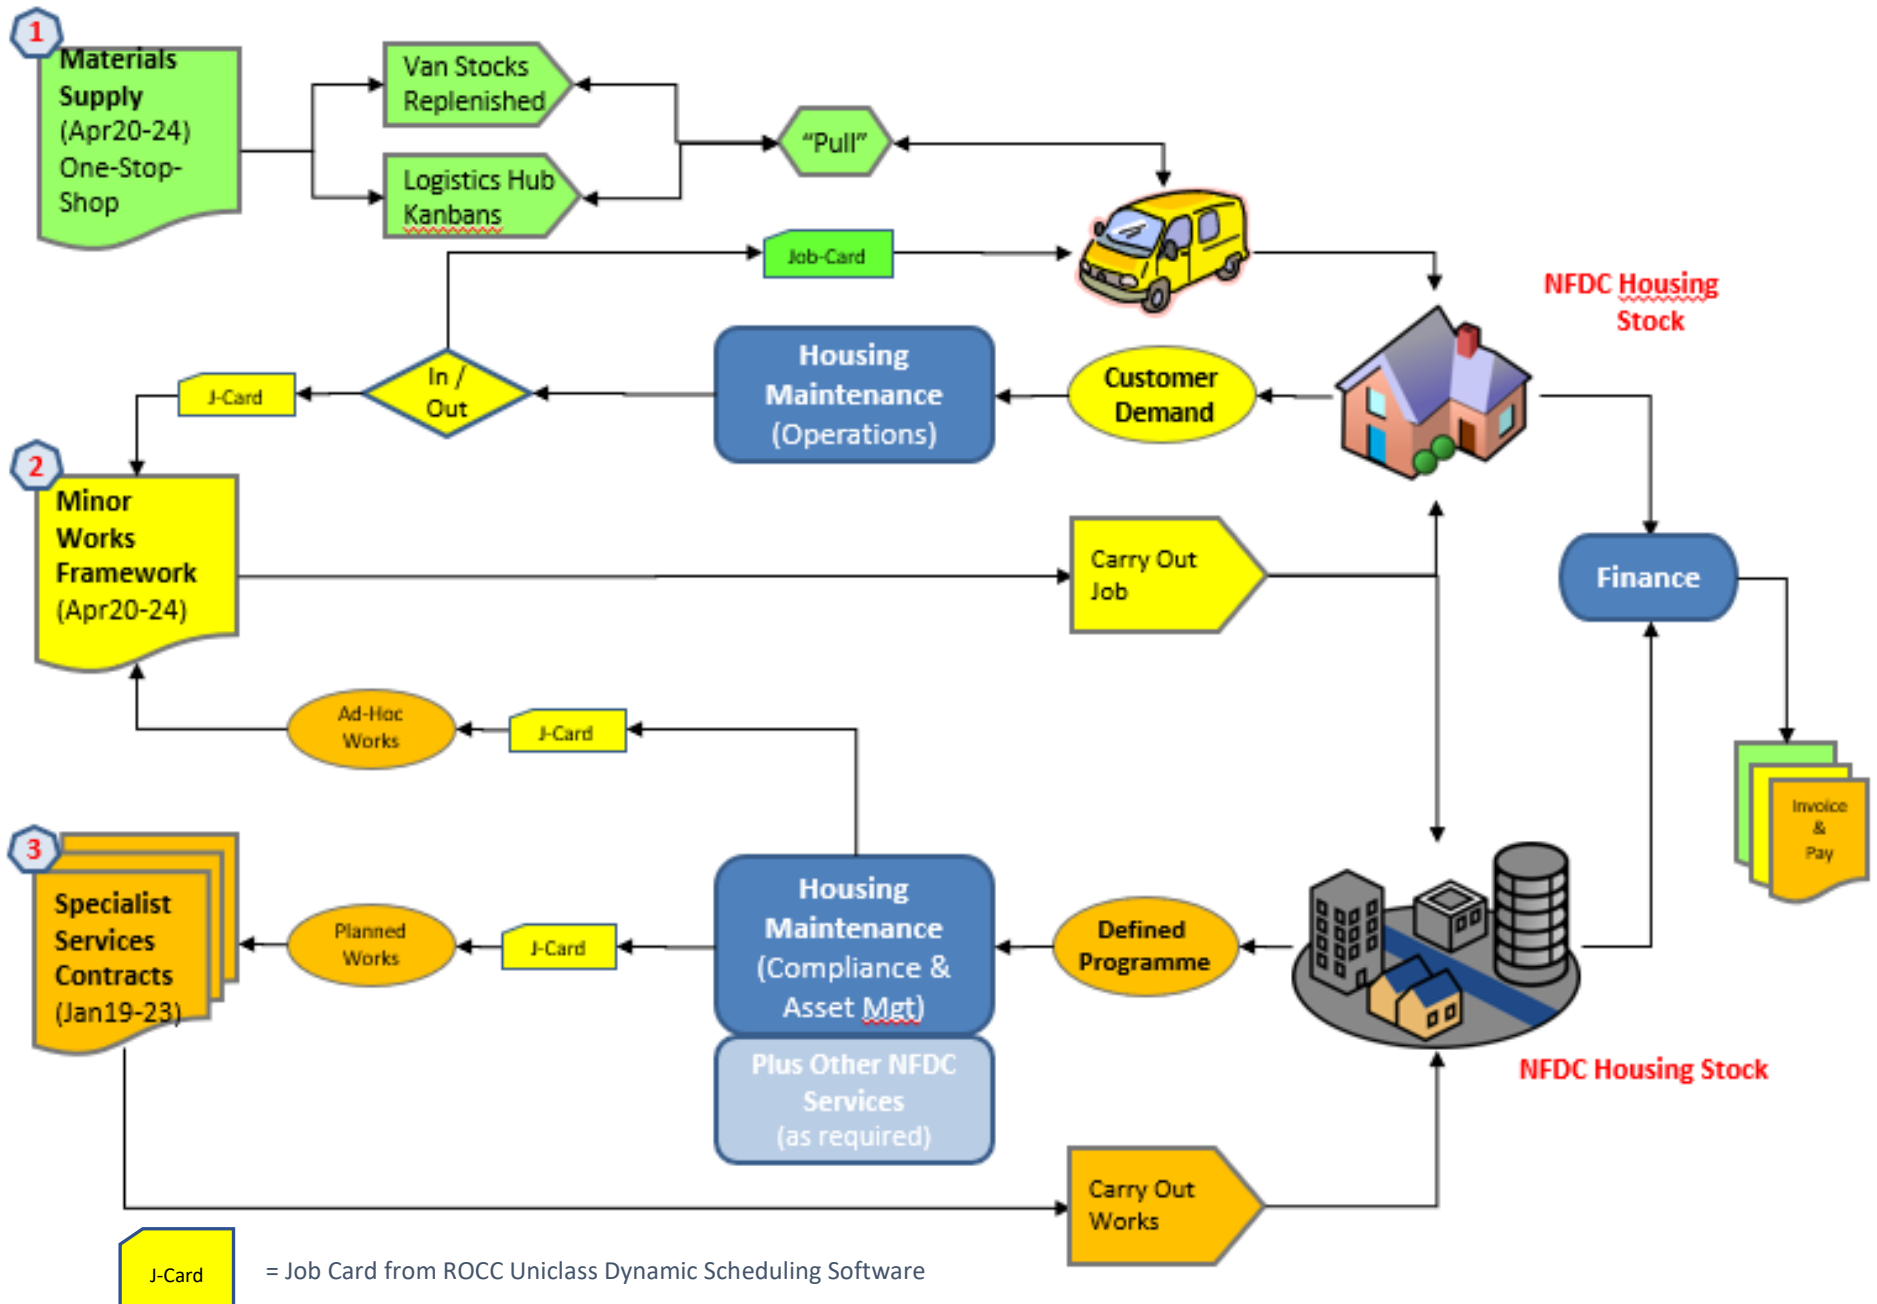 1
Materials
Supply
(Apr20-24)
One-Stop-
Shop
Van Stocks
Replenished
Logistics Hub
Kanbans
“Pull”
Job-Card
NFDC Housing
Stock
Housing
Maintenance
(Operations)
Customer
Demand
In /
Out
J-Card
2
Minor
Works
Framework
(Apr20-24)
Carry Out
Job
Finance
Ad-Hoc
Works
J-Card
Invoice
&
Pay
3
Specialist
Services
Contracts
(Jan19-23)
Planned
Works
J-Card
Housing
Maintenance
(Compliance &
Asset Mgt)
Defined
Programme
Plus Other NFDC
Services
(as required)
NFDC Housing Stock
Carry Out
Works
J-Card
= Job Card from ROCC Uniclass Dynamic Scheduling Software